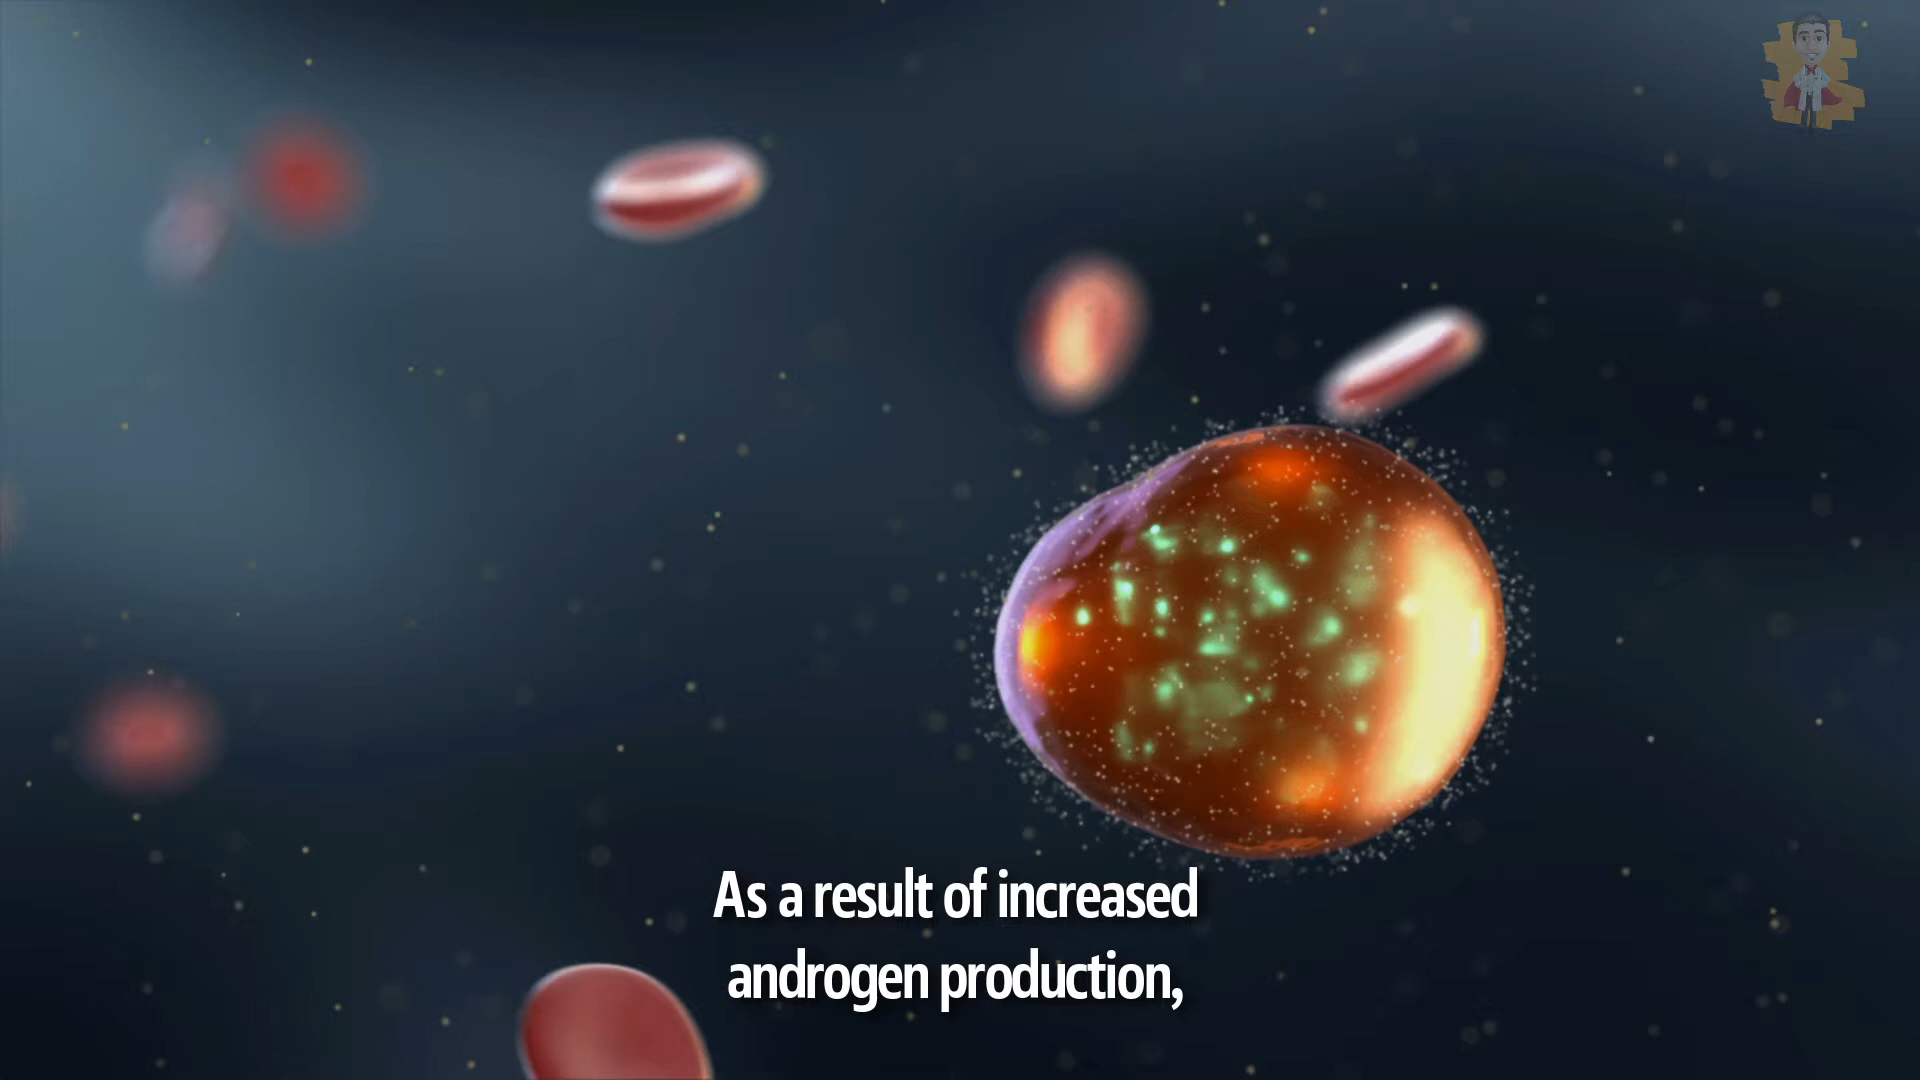 As a result of increased
androgen production,